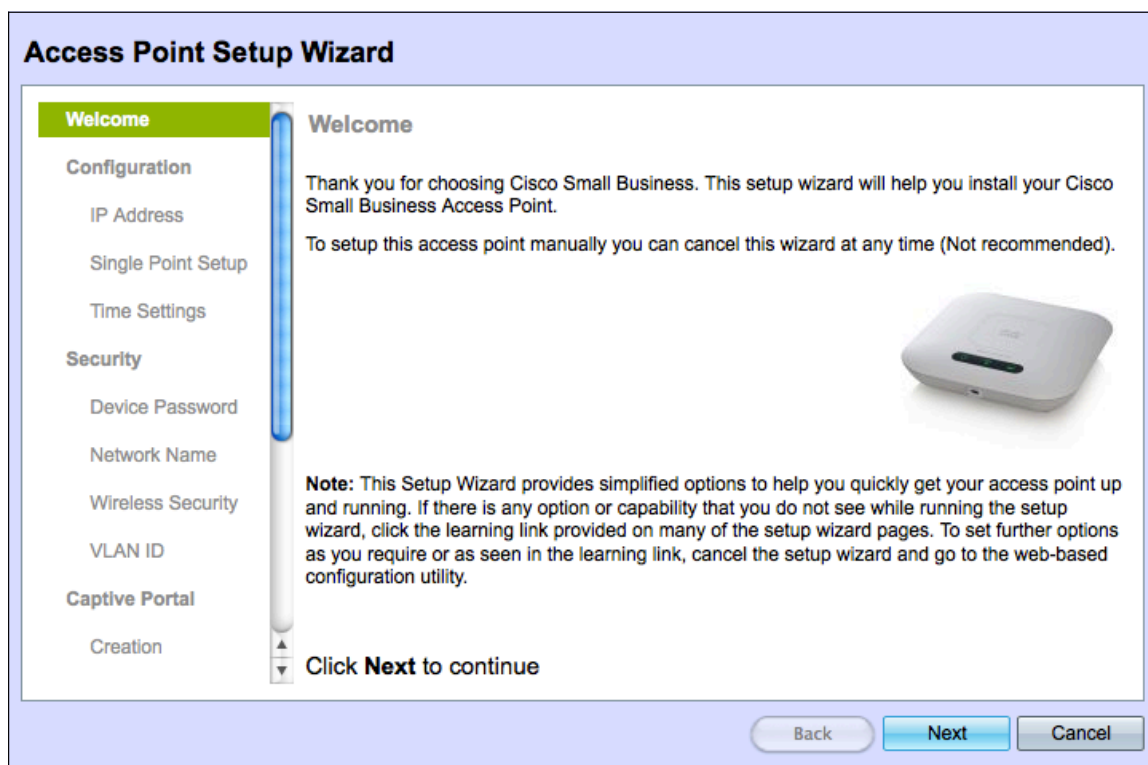 Access Point Setup Wizard
Welcome
Configuration
IP Address
Single Point Setup
Time Settings
Security
Device Password
Network Name
Wireless Security
VLAN ID
Captive Portal
Creation
Welcome
Thank you for choosing Cisco Small Business. This setup wizard will help you install your Cisco
Small Business Access Point.
To setup this access point manually you can cancel this wizard at any time (Not recommended).
Note: This Setup Wizard provides simplified options to help you quickly get your access point up
and running. If there is any option or capability that you do not see while running the setup
wizard, click the learning link provided on many of the setup wizard pages. To set further options
as you require or as seen in the learning link, cancel the setup wizard and go to the web-based
configuration utility.
Click Next to continue
Back
Next
Cancel